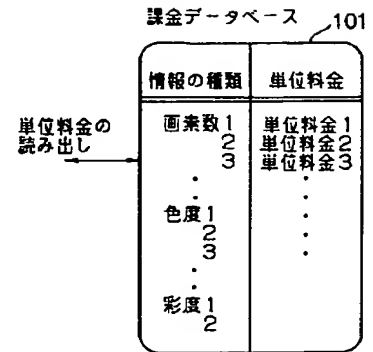 課金データベース 101
情報の種類 単位料金
単位料金の
読み出し
画素数1 単位料金1
2 単位料金2
3 単位料金3
・ ・
・ ・
色度1 ・
2 ・
3 ・
・
・
彩度1
2